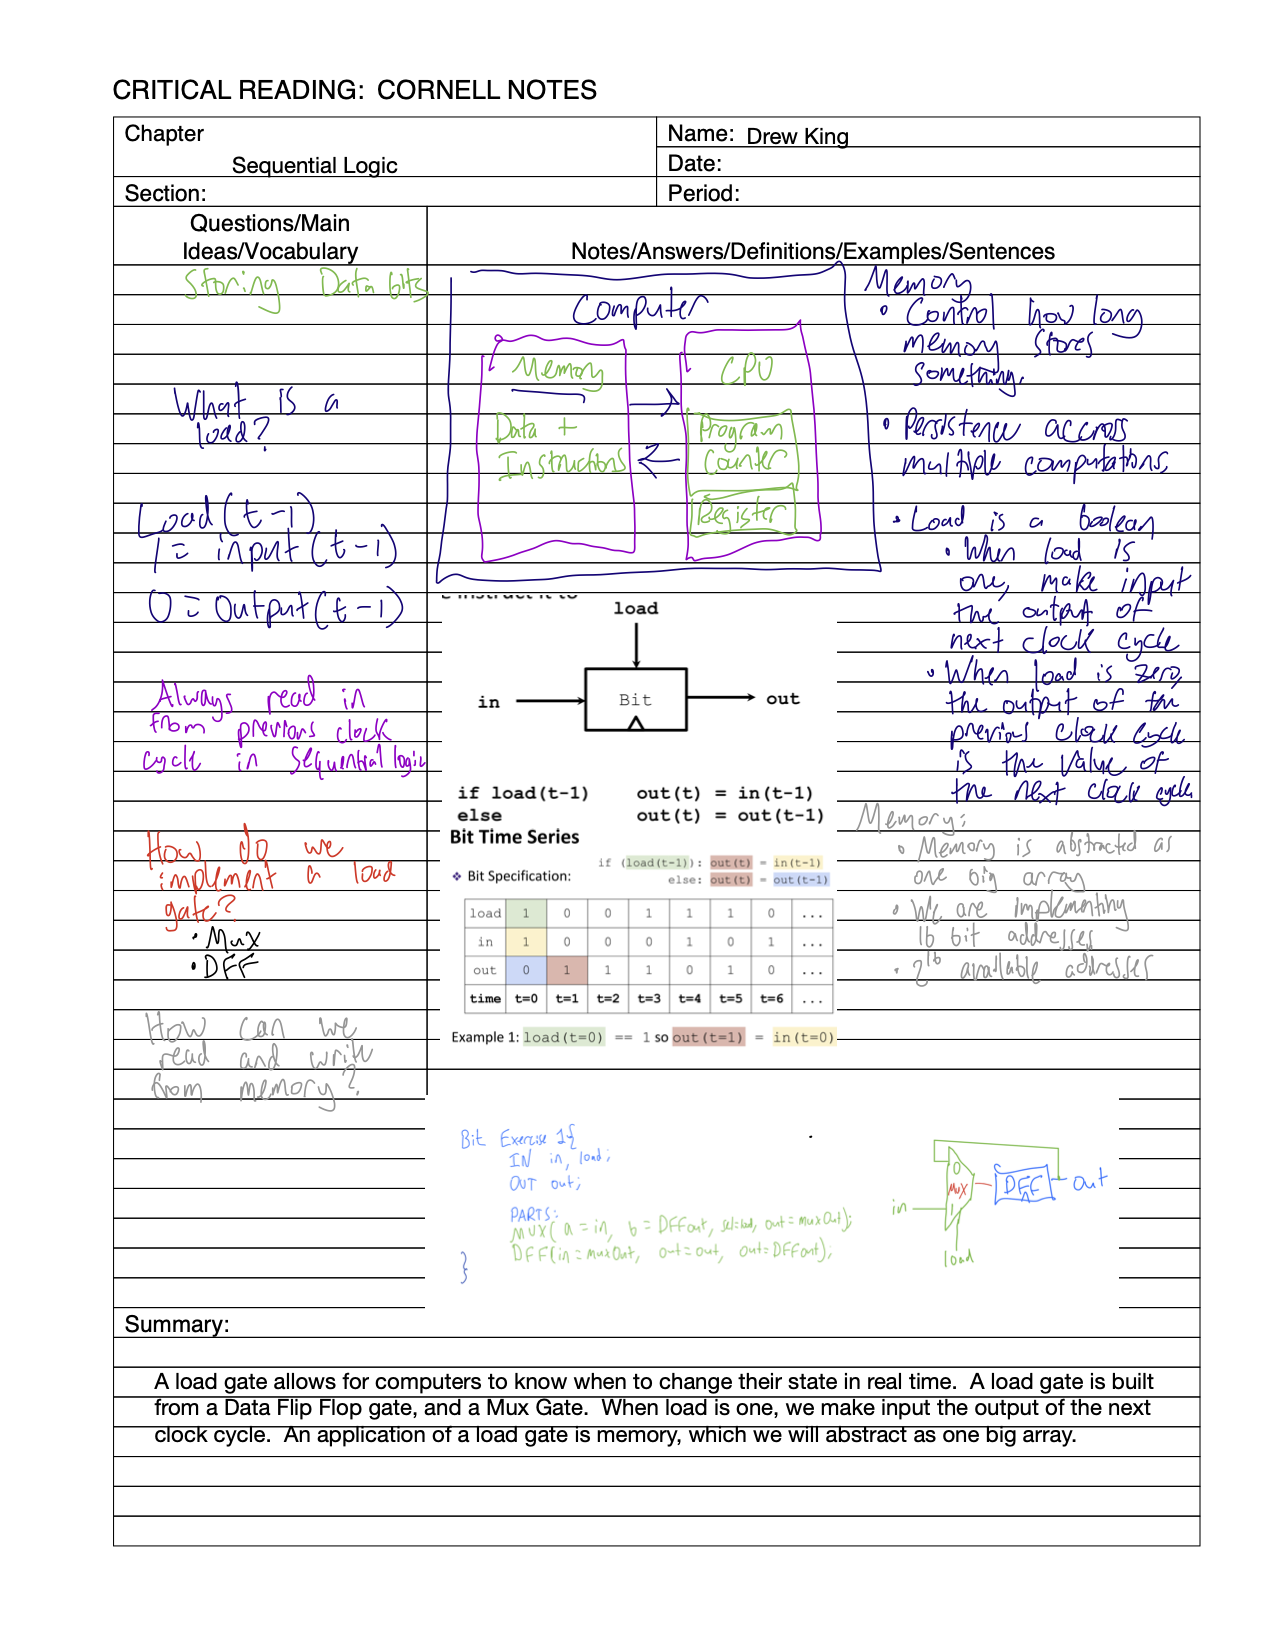 CRITICAL READING:  CORNELL NOTES
Chapter
Sequential Logic
Name: Drew King
Date:
Section:
Period:
Questions/Main
Ideas/Vocabulary
Notes/Answers/Definitions/Examples/Sentences
Storing Data bits
What is a
load?
Load(t-1)
1 = input(t-1)
0 = Output(t-1)
Always read in
from previous clock
cycle in sequential logic
How do we
implement a load
gate?
• Mux
• DFF
How can we
read and write
from memory?
Computer
Memory
Data +
Instructions
CPU
Program
Counter
Register
Memory
• Control how long
memory stores
something.
• Persistence accross
multiple computations.
• Load is a boolean
• When load is
one, make input
the output of
next clock cycle
• When load is zero,
the output of the
previous clock cycle
is the value of
the next clock cycle
load
in
Bit
out
if load(t-1) out(t) = in(t-1)
else out(t) = out(t-1)
Bit Time Series
❖ Bit Specification:
if (load(t-1)): out(t) = in(t-1)
else: out(t) = out(t-1)
load 1 0 0 1 1 1 0 ...
in 1 0 0 0 1 0 1 ...
out 0 1 1 1 0 1 0 ...
time t=0 t=1 t=2 t=3 t=4 t=5 t=6 ...
Example 1: load(t=0) == 1 so out(t=1) = in(t=0)
Memory:
• Memory is abstracted as
one big array
• We are implementing
16 bit addresses
• 2^16 available addresses
Bit Exercise 1{
IN in, load;
OUT out;
PARTS:
MUX( a = in, b = DFFout, sel=load, out = muxOut);
DFF(in = muxOut, out=out, out=DFFout);
}
0
MUX
1
in
load
DFF
out
Summary:
A load gate allows for computers to know when to change their state in real time.  A load gate is built
from a Data Flip Flop gate, and a Mux Gate.  When load is one, we make input the output of the next
clock cycle.  An application of a load gate is memory, which we will abstract as one big array.